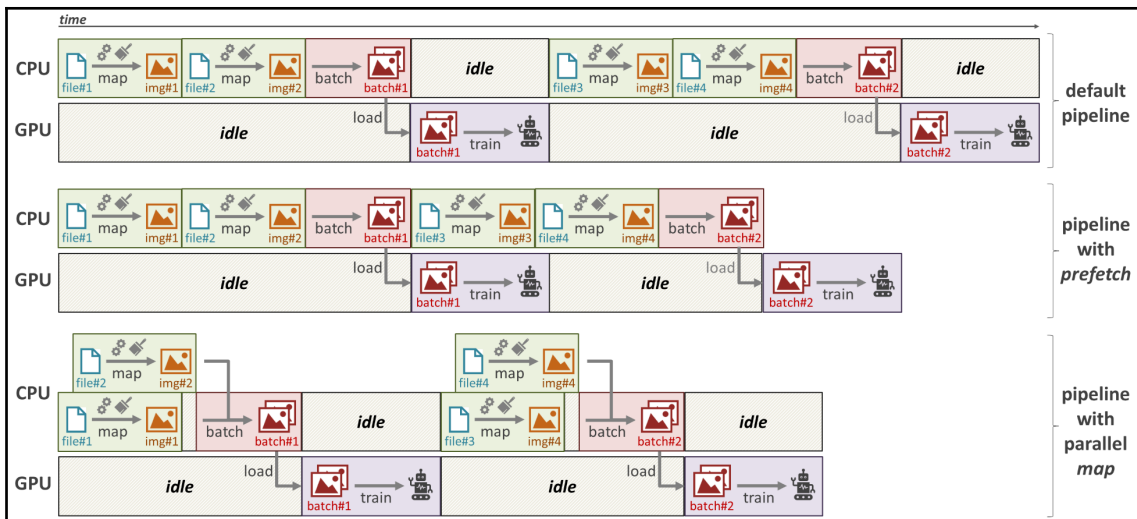 time
CPU
file#1 map img#1 file#2 map img#2 batch batch#1 idle file#3 map img#3 file#4 map img#4 batch batch#2 idle
GPU
idle load batch#1 train idle load batch#2 train
default
pipeline
CPU
file#1 map img#1 file#2 map img#2 batch batch#1 file#3 map img#3 file#4 map img#4 batch batch#2
GPU
idle load batch#1 train idle load batch#2 train
pipeline
with
prefetch
file#2 map img#2 file#4 map img#4
CPU
file#1 map img#1 batch batch#1 idle file#3 map img#4 batch batch#2 idle
GPU
idle load batch#1 train idle load batch#2 train
pipeline
with
parallel
map